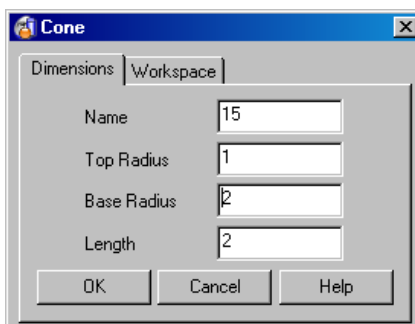 Cone
Dimensions Workspace
Name 15
Top Radius 1
Base Radius 2
Length 2
OK Cancel Help